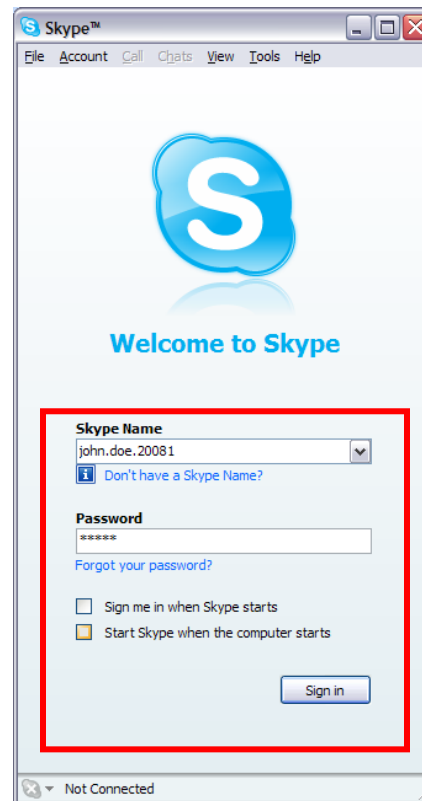 Skype™
File Account Call Chats View Tools Help
S
Welcome to Skype
Skype Name
john.doe.20081
i Don't have a Skype Name?
Password
*****
Forgot your password?
Sign me in when Skype starts
Start Skype when the computer starts
Sign in
Not Connected